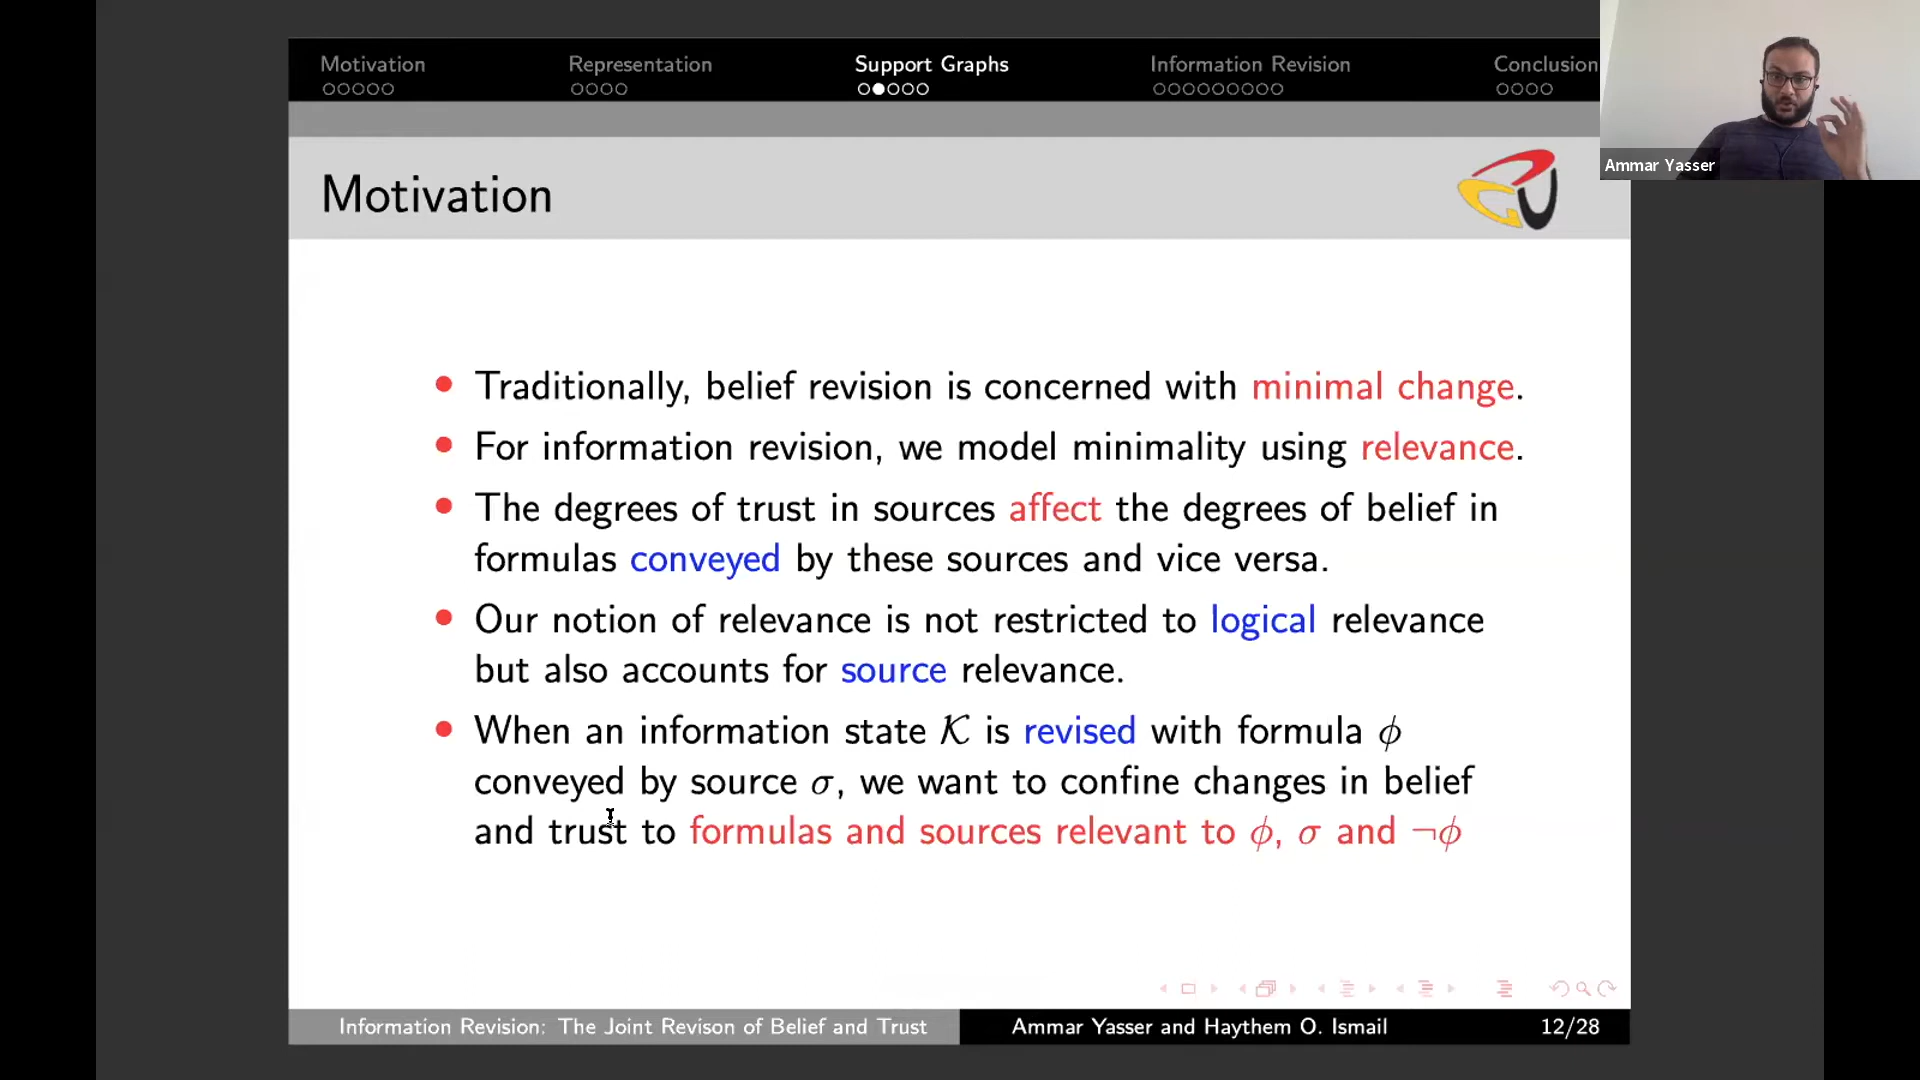 Motivation
Representation
Support Graphs
Information Revision
Conclusion
Ammar Yasser
Motivation
Traditionally, belief revision is concerned with minimal change.
For information revision, we model minimality using relevance.
The degrees of trust in sources affect the degrees of belief in
formulas conveyed by these sources and vice versa.
Our notion of relevance is not restricted to logical relevance
but also accounts for source relevance.
When an information state 𝒦 is revised with formula ϕ
conveyed by source σ, we want to confine changes in belief
and trust to formulas and sources relevant to ϕ, σ and ¬ϕ
Information Revision: The Joint Revison of Belief and Trust
Ammar Yasser and Haythem O. Ismail
12/28